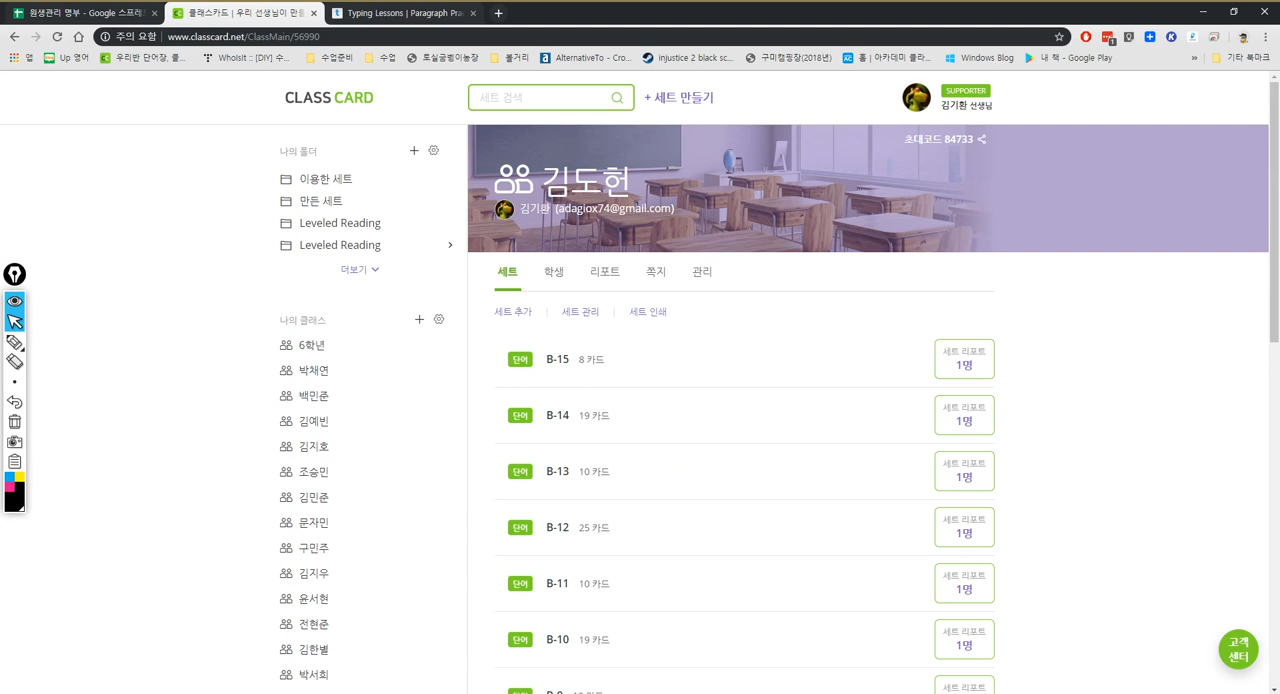 원생관리 명부 - Google 스프레
클래스카드 | 우리 선생님이 만들
Typing Lessons | Paragraph Pra
주의 요함 | www.classcard.net/ClassMain/56990
앱
Up 영어
우리반 단어장, 클...
WhoIsIt :: [DIY] 수...
수업준비
수업
토실굼벵이농장
볼거리
AlternativeTo - Cro...
injustice 2 black sc...
구미캠핑장(2018년)
홈 | 아카데미 클라...
Windows Blog
내 책 - Google Play
»
기타 북마크
CLASS CARD
세트 검색
+ 세트 만들기
SUPPORTER
김기환 선생님
나의 폴더
이용한 세트
만든 세트
Leveled Reading
Leveled Reading
더보기
나의 클래스
6학년
박채연
백민준
김예빈
김지호
조승민
김민준
문자민
구민주
김지우
윤서현
전현준
김한별
박서희
초대코드 84733
김도헌
김기환 (adagiox74@gmail.com)
세트 학생 리포트 쪽지 관리
세트 추가 | 세트 관리 | 세트 인쇄
단어 B-15 8 카드
세트 리포트
1명
단어 B-14 19 카드
세트 리포트
1명
단어 B-13 10 카드
세트 리포트
1명
단어 B-12 25 카드
세트 리포트
1명
단어 B-11 10 카드
세트 리포트
1명
단어 B-10 19 카드
세트 리포트
1명
세트 리포트
고객
센터